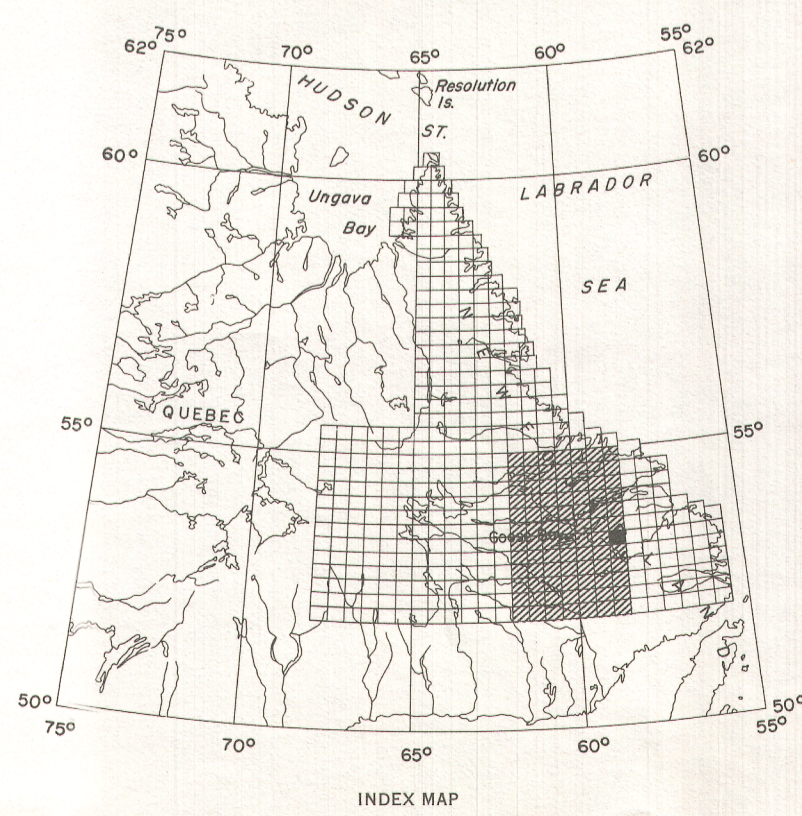 75°
70°
65°
60°
55°
62°
62°
HUDSON
Resolution
Is.
ST.
60°
60°
LABRADOR
Ungava
Bay
SEA
N
E
W
F
QUEBEC
55°
55°
Goose Bay
L
A
N
D
50°
50°
75°
70°
65°
60°
55°
INDEX MAP